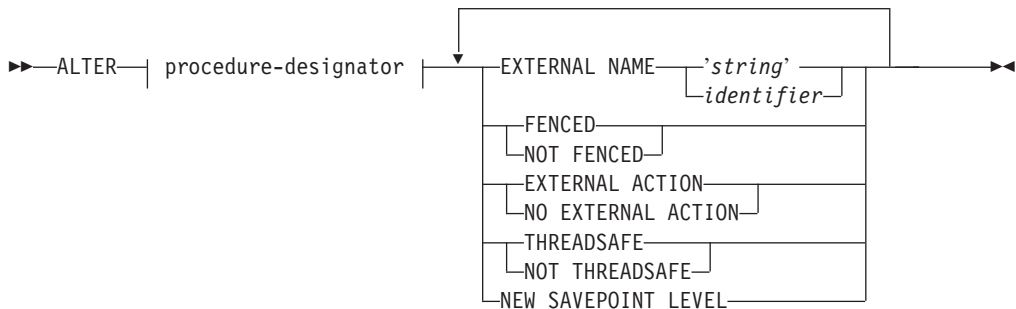 ALTER procedure-designator EXTERNAL NAME 'string'
identifier
FENCED
NOT FENCED
EXTERNAL ACTION
NO EXTERNAL ACTION
THREADSAFE
NOT THREADSAFE
NEW SAVEPOINT LEVEL